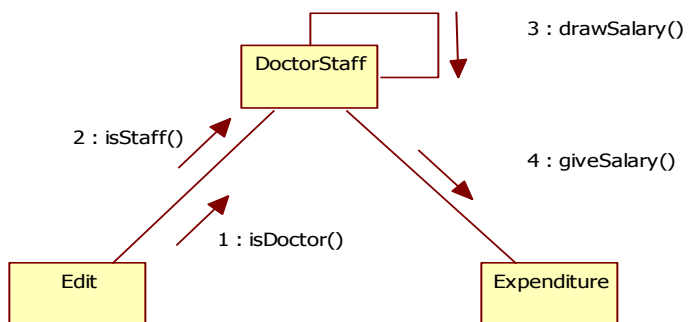 3 : drawSalary()
DoctorStaff
2 : isStaff()
4 : giveSalary()
1 : isDoctor()
Edit
Expenditure